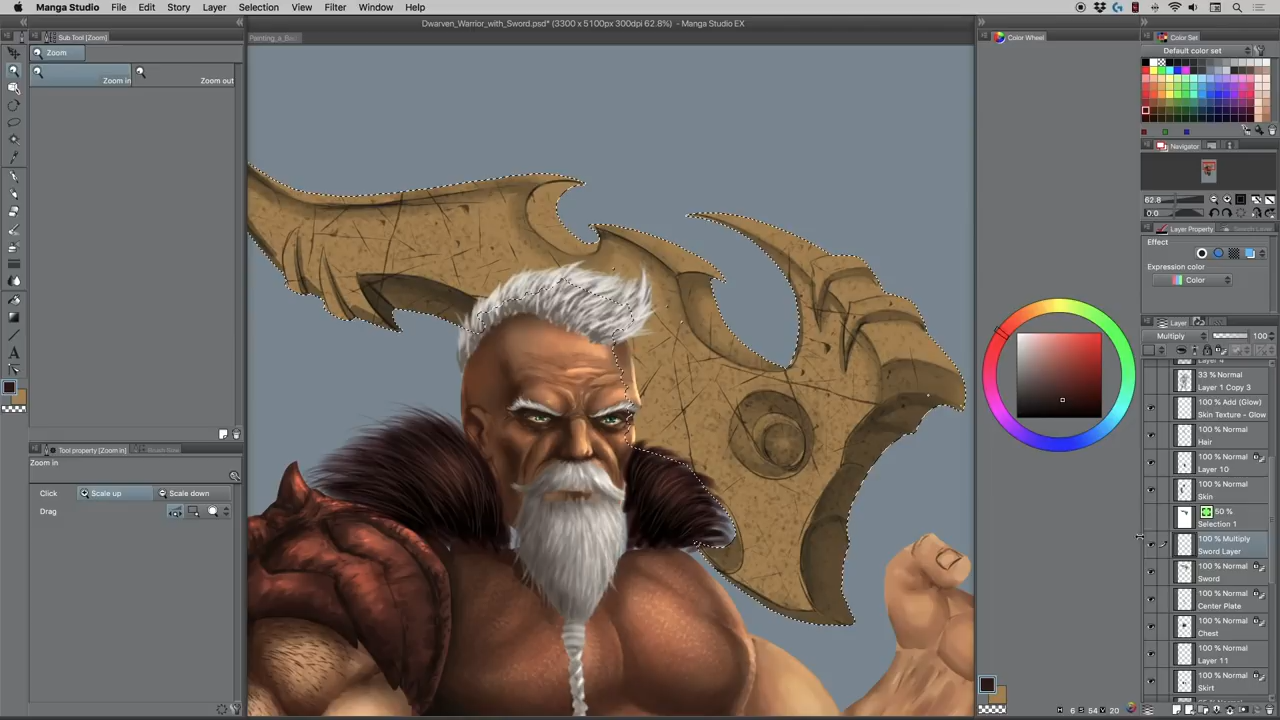 Manga Studio File Edit Story Layer Selection View Filter Window Help
Dwarven_Warrior_with_Sword.psd* (3300 x 5100px 300dpi 62.8%) - Manga Studio EX
Sub Tool [Zoom]
Zoom
Zoom in Zoom out
Tool property [Zoom in]
Zoom in
Click Scale up Scale down
Drag
Color Wheel
H 6 S 54 V 20
Color Set
Default color set
Navigator
62.8
0.0
Layer Property
Effect
Expression color
Color
Layer
Multiply 100
Layer 4
33 % Normal
Layer 1 Copy 3
100 % Add (Glow)
Skin Texture - Glow
100 % Normal
Hair
100 % Normal
Layer 10
100 % Normal
Skin
50 %
Selection 1
100 % Multiply
Sword Layer
100 % Normal
Sword
100 % Normal
Center Plate
100 % Normal
Chest
100 % Normal
Layer 11
100 % Normal
Skirt